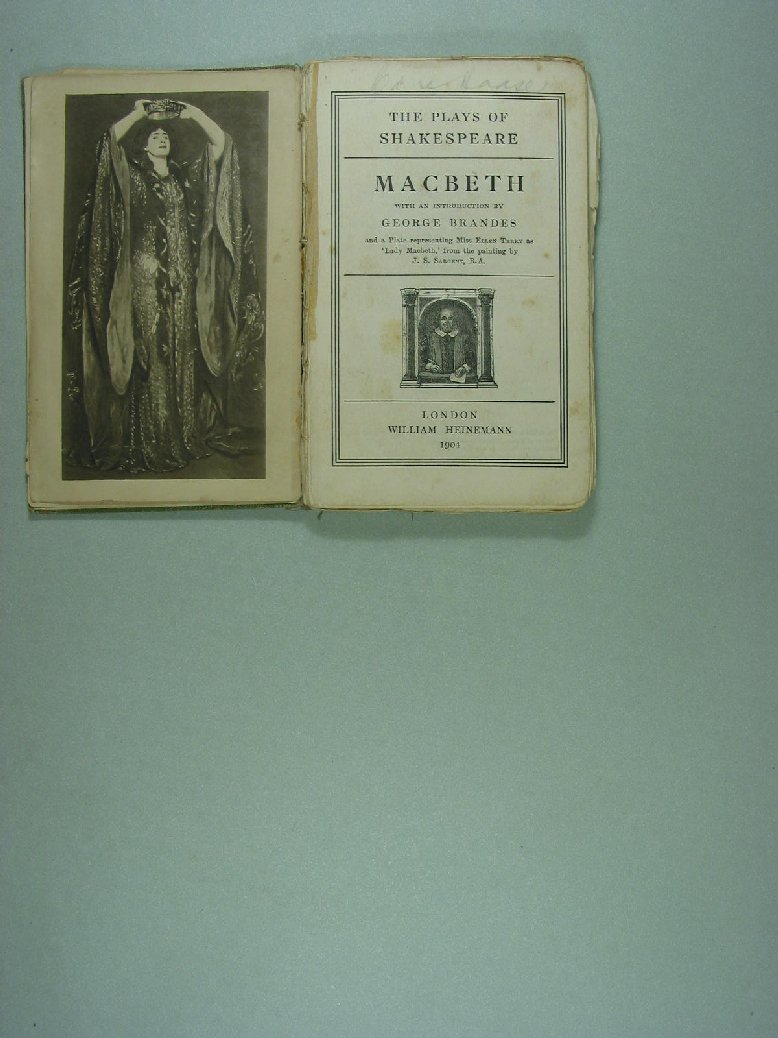 THE PLAYS OF
SHAKESPEARE
MACBETH
WITH AN INTRODUCTION BY
GEORGE BRANDES
and a Plate representing Miss ELLEN TERRY as
'Lady Macbeth,' from the painting by
J. S. SARGENT, R.A.
LONDON
WILLIAM HEINEMANN
1904